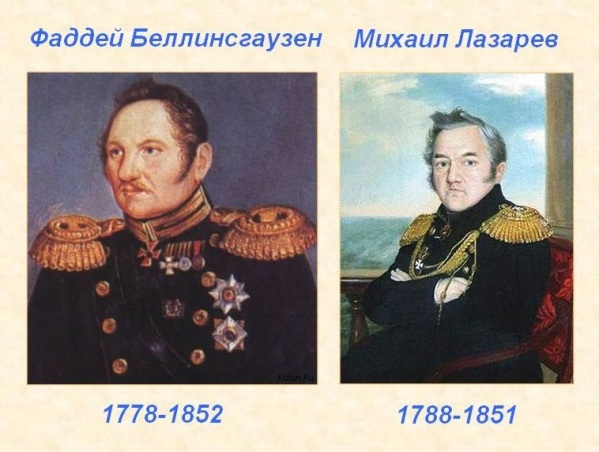 Фаддей Беллинсгаузен
Михаил Лазарев
1778-1852
1788-1851